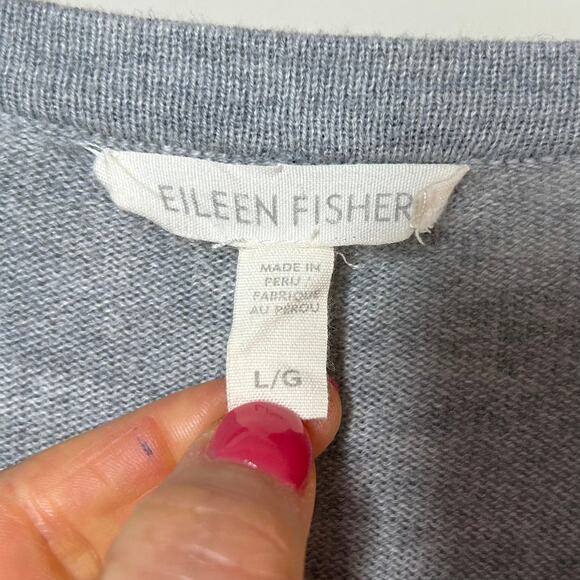 EILEEN FISHER
MADE IN
PERU /
FABRIQUÉ
AU PÉROU
L/G